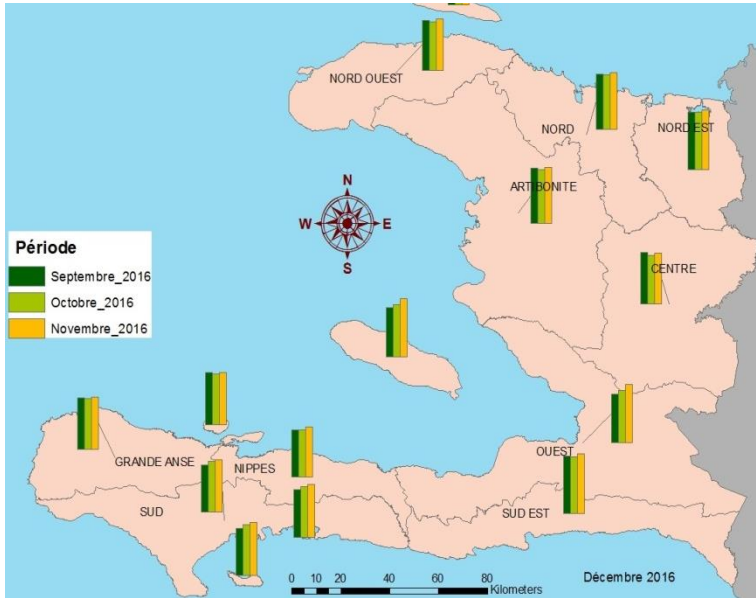 NORD OUEST
NORD
NORD EST
ARTIBONITE
N
W E
S
Période
Septembre_2016
Octobre_2016
Novembre_2016
CENTRE
OUEST
GRANDE ANSE
NIPPES
SUD
SUD EST
Décembre 2016
0 10 20 40 60 80
Kilometers